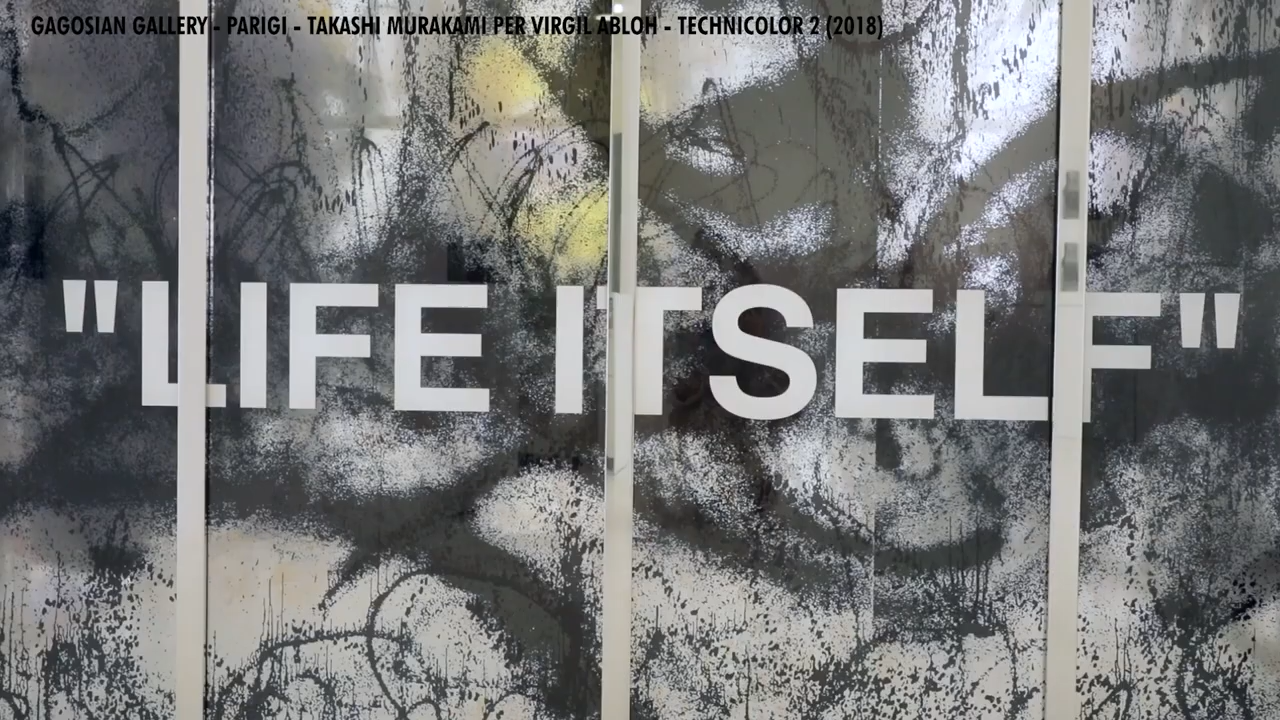 GAGOSIAN GALLERY - PARIGI - TAKASHI MURAKAMI PER VIRGIL ABLOH - TECHNICOLOR 2 (2018)
"LIFE ITSELF"